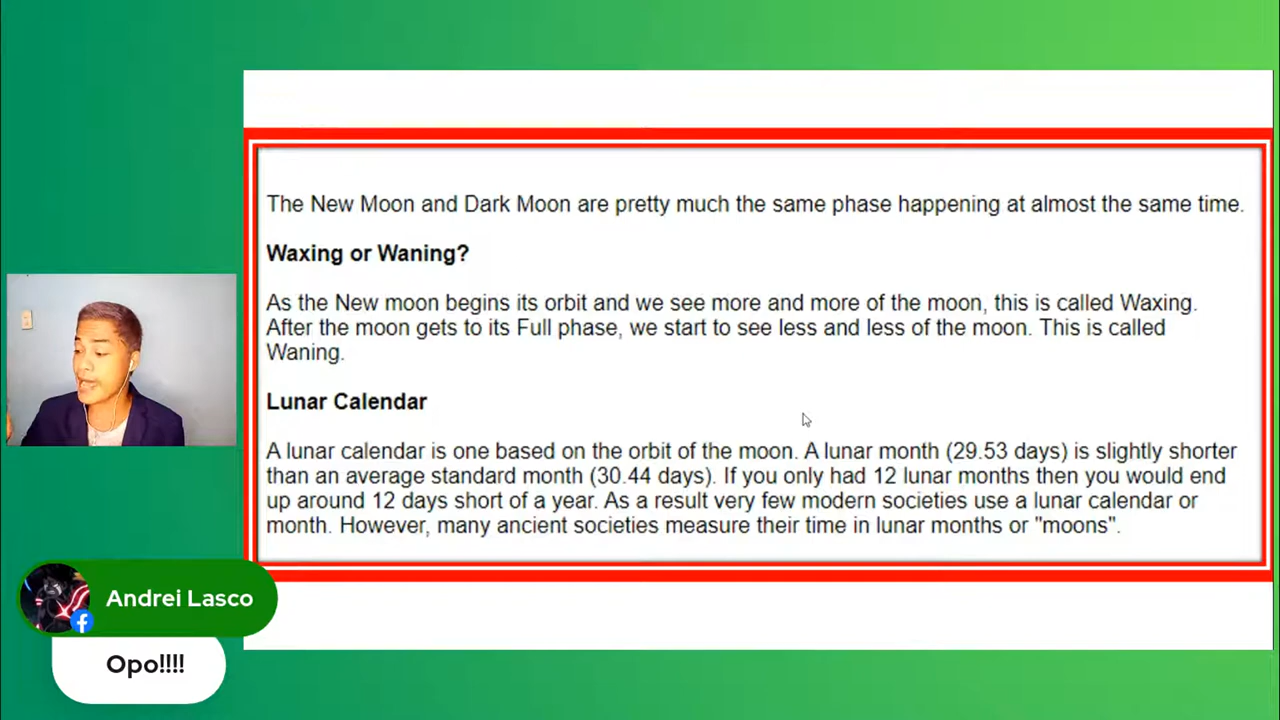 The New Moon and Dark Moon are pretty much the same phase happening at almost the same time.
Waxing or Waning?
As the New moon begins its orbit and we see more and more of the moon, this is called Waxing.
After the moon gets to its Full phase, we start to see less and less of the moon. This is called
Waning.
Lunar Calendar
A lunar calendar is one based on the orbit of the moon. A lunar month (29.53 days) is slightly shorter
than an average standard month (30.44 days). If you only had 12 lunar months then you would end
up around 12 days short of a year. As a result very few modern societies use a lunar calendar or
month. However, many ancient societies measure their time in lunar months or "moons".
Andrei Lasco
Opo!!!!